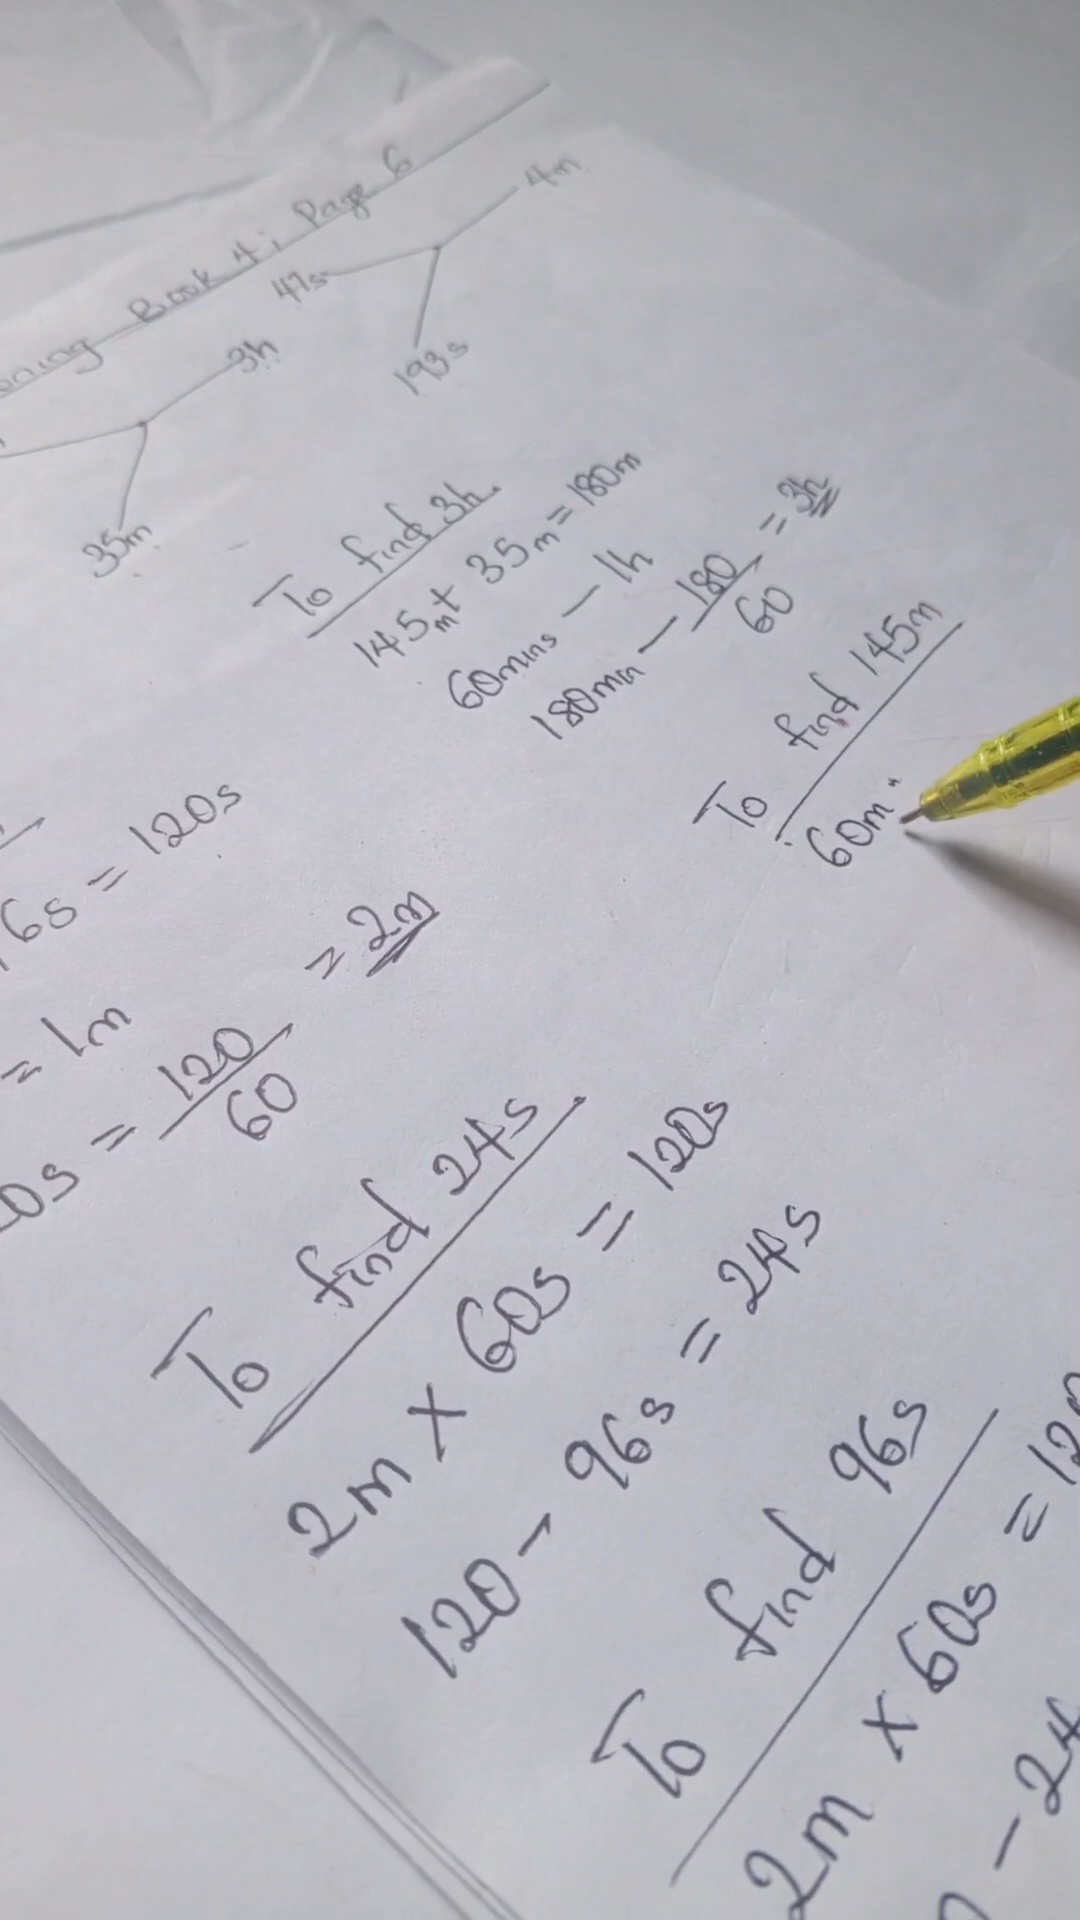 Book 4; Page 6
4m
47s
193s
3h
35m
To find 3h
145m + 35m = 180m
60mins - 1h
180min - 180/60 = 3h
To find 145m
60m
6s = 120s
= 1m
0s = 120/60 = 2m
To find 24s
2m x 60s = 120s
120 - 96s = 24s
To find 96s
2m x 60s = 12
- 24